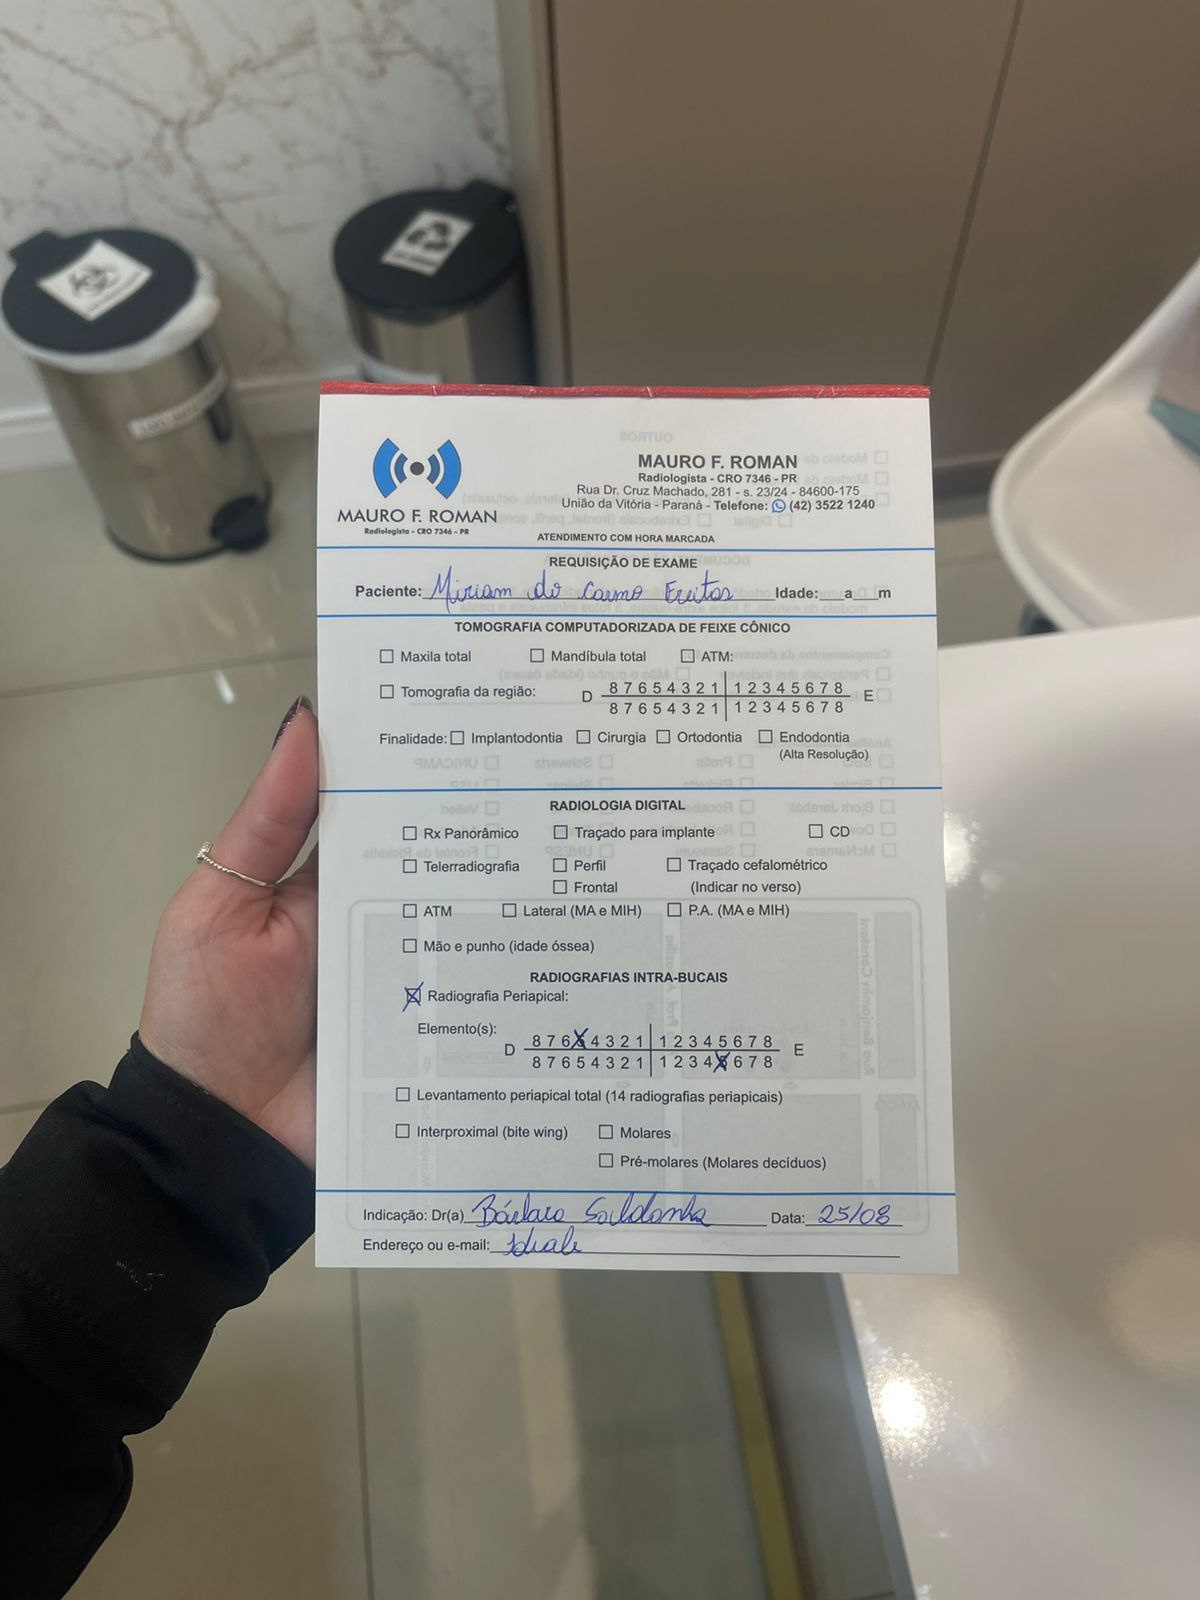 MAURO F. ROMAN
Radiologista - CRO 7346 - PR
MAURO F. ROMAN
Radiologista - CRO 7346 - PR
Rua Dr. Cruz Machado, 281 - s. 23/24 - 84600-175
União da Vitória - Paraná - Telefone: (42) 3522 1240
ATENDIMENTO COM HORA MARCADA
REQUISIÇÃO DE EXAME
Paciente: Miriam do Carmo Freitas Idade: a m
TOMOGRAFIA COMPUTADORIZADA DE FEIXE CÔNICO
Maxila total Mandíbula total ATM:
Tomografia da região:
D 8 7 6 5 4 3 2 1 1 2 3 4 5 6 7 8 E
8 7 6 5 4 3 2 1 1 2 3 4 5 6 7 8
Finalidade: Implantodontia Cirurgia Ortodontia Endodontia
(Alta Resolução)
RADIOLOGIA DIGITAL
Rx Panorâmico Traçado para implante CD
Telerradiografia Perfil Traçado cefalométrico
Frontal (Indicar no verso)
ATM Lateral (MA e MIH) P.A. (MA e MIH)
Mão e punho (idade óssea)
RADIOGRAFIAS INTRA-BUCAIS
X Radiografia Periapical:
Elemento(s):
D 8 7 6 5 4 3 2 1 1 2 3 4 5 6 7 8 E
8 7 6 5 4 3 2 1 1 2 3 4 5 6 7 8
Levantamento periapical total (14 radiografias periapicais)
Interproximal (bite wing) Molares
Pré-molares (Molares decíduos)
Indicação: Dr(a) Bárbara Saldanha Data: 25/08
Endereço ou e-mail: Ideale